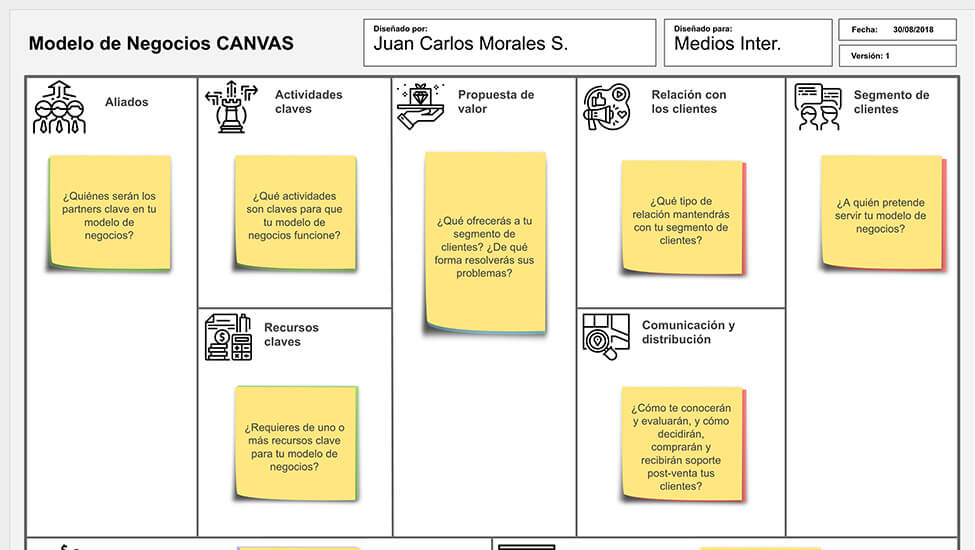 Modelo de Negocios CANVAS
Diseñado por:
Juan Carlos Morales S.
Diseñado para:
Medios Inter.
Fecha: 30/08/2018
Versión: 1
Aliados
¿Quiénes serán los
partners clave en tu
modelo de
negocios?
Actividades
claves
¿Qué actividades
son claves para que
tu modelo de
negocios funcione?
Recursos
claves
¿Requieres de uno o
más recursos clave
para tu modelo de
negocios?
Propuesta de
valor
¿Qué ofrecerás a tu
segmento de
clientes? ¿De qué
forma resolverás sus
problemas?
Relación con
los clientes
¿Qué tipo de
relación mantendrás
con tu segmento de
clientes?
Comunicación y
distribución
¿Cómo te conocerán
y evaluarán, y cómo
decidirán,
comprarán y
recibirán soporte
post-venta tus
clientes?
Segmento de
clientes
¿A quién pretende
servir tu modelo de
negocios?